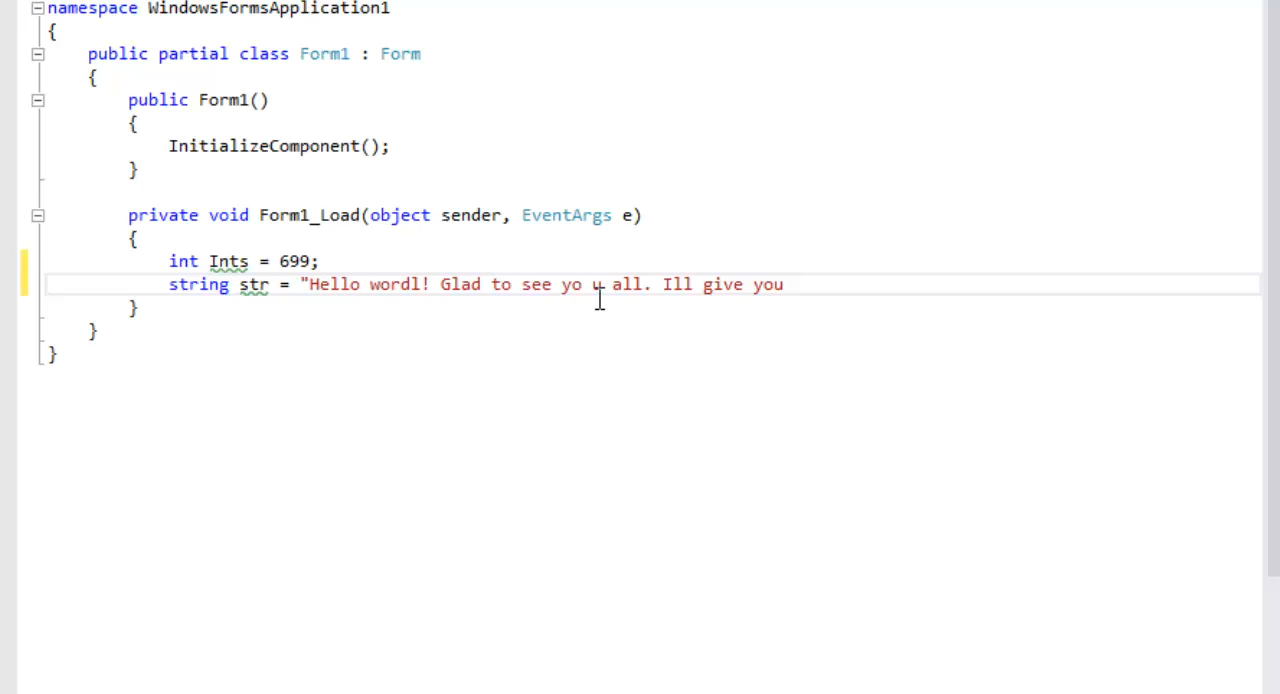 namespace WindowsFormsApplication1
{
    public partial class Form1 : Form
    {
        public Form1()
        {
            InitializeComponent();
        }

        private void Form1_Load(object sender, EventArgs e)
        {
            int Ints = 699;
            string str = "Hello wordl! Glad to see yo u all. Ill give you
        }
    }
}